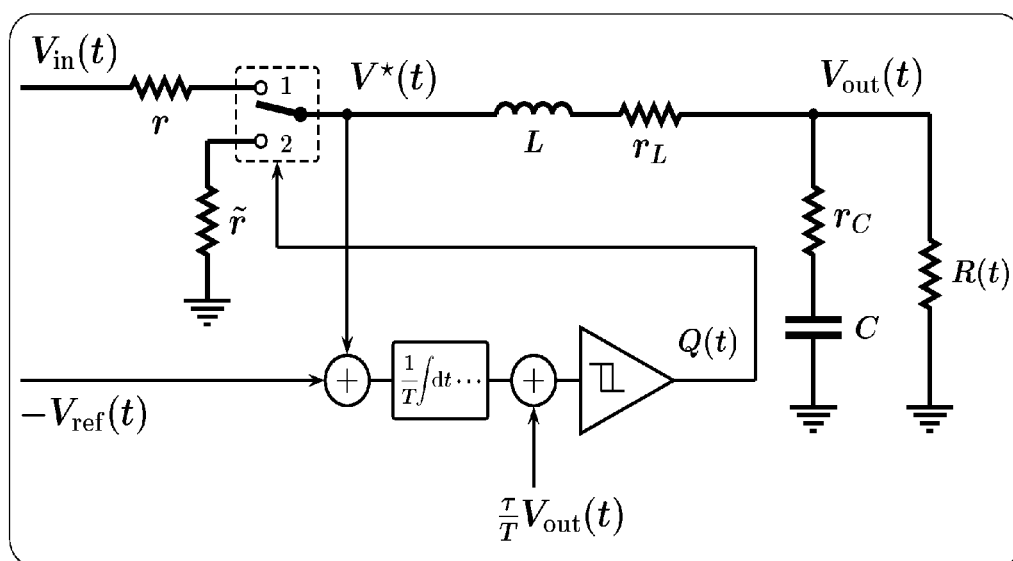 V_in(t)
r
1
2
V*(t)
L
r_L
V_out(t)
r̃
r_C
C
R(t)
-V_ref(t)
+
1/T ∫dt ···
+
Q(t)
τ/T V_out(t)